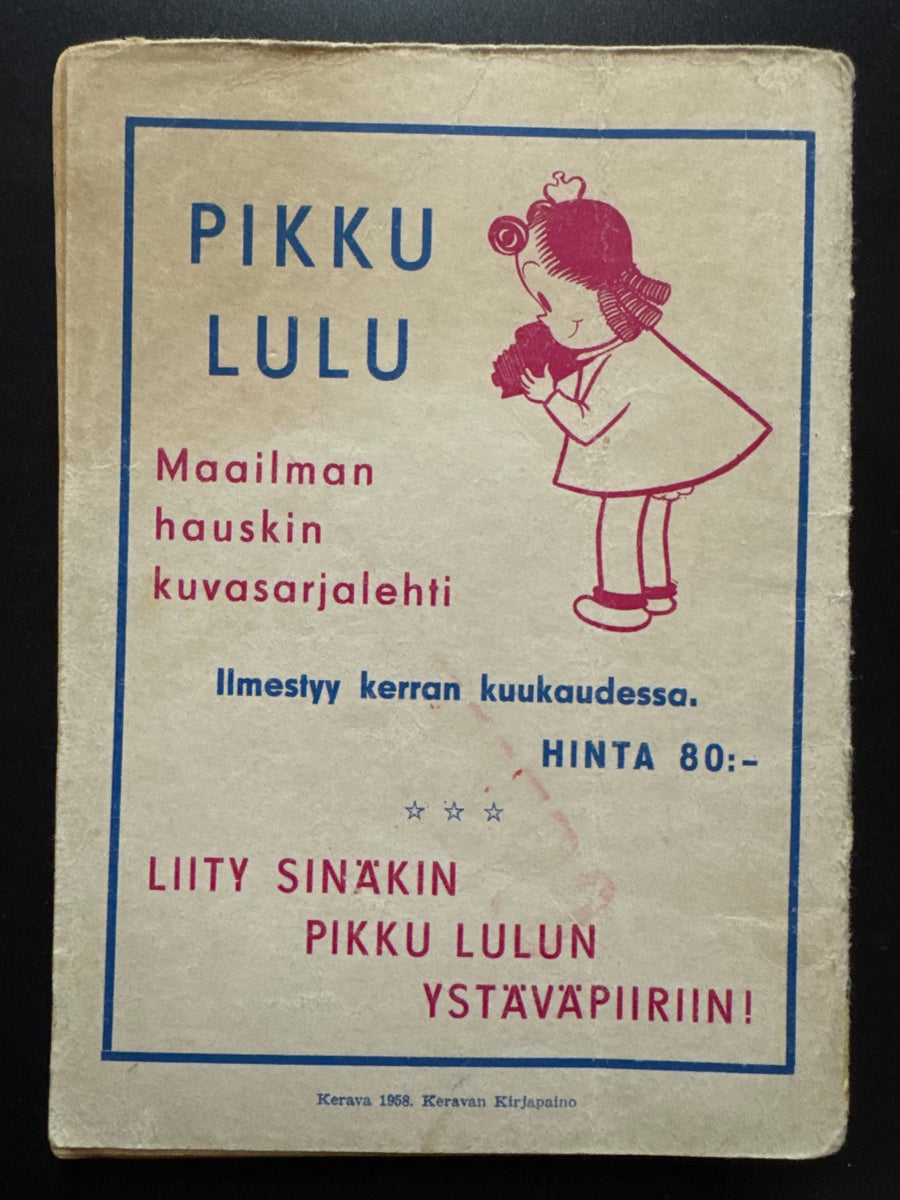 PIKKU
LULU
Maailman
hauskin
kuvasarjalehti
Ilmestyy kerran kuukaudessa.
HINTA 80:-
☆ ☆ ☆
LIITY SINÄKIN
PIKKU LULUN
YSTÄVÄPIIRIIN!
Kerava 1958. Keravan Kirjapaino